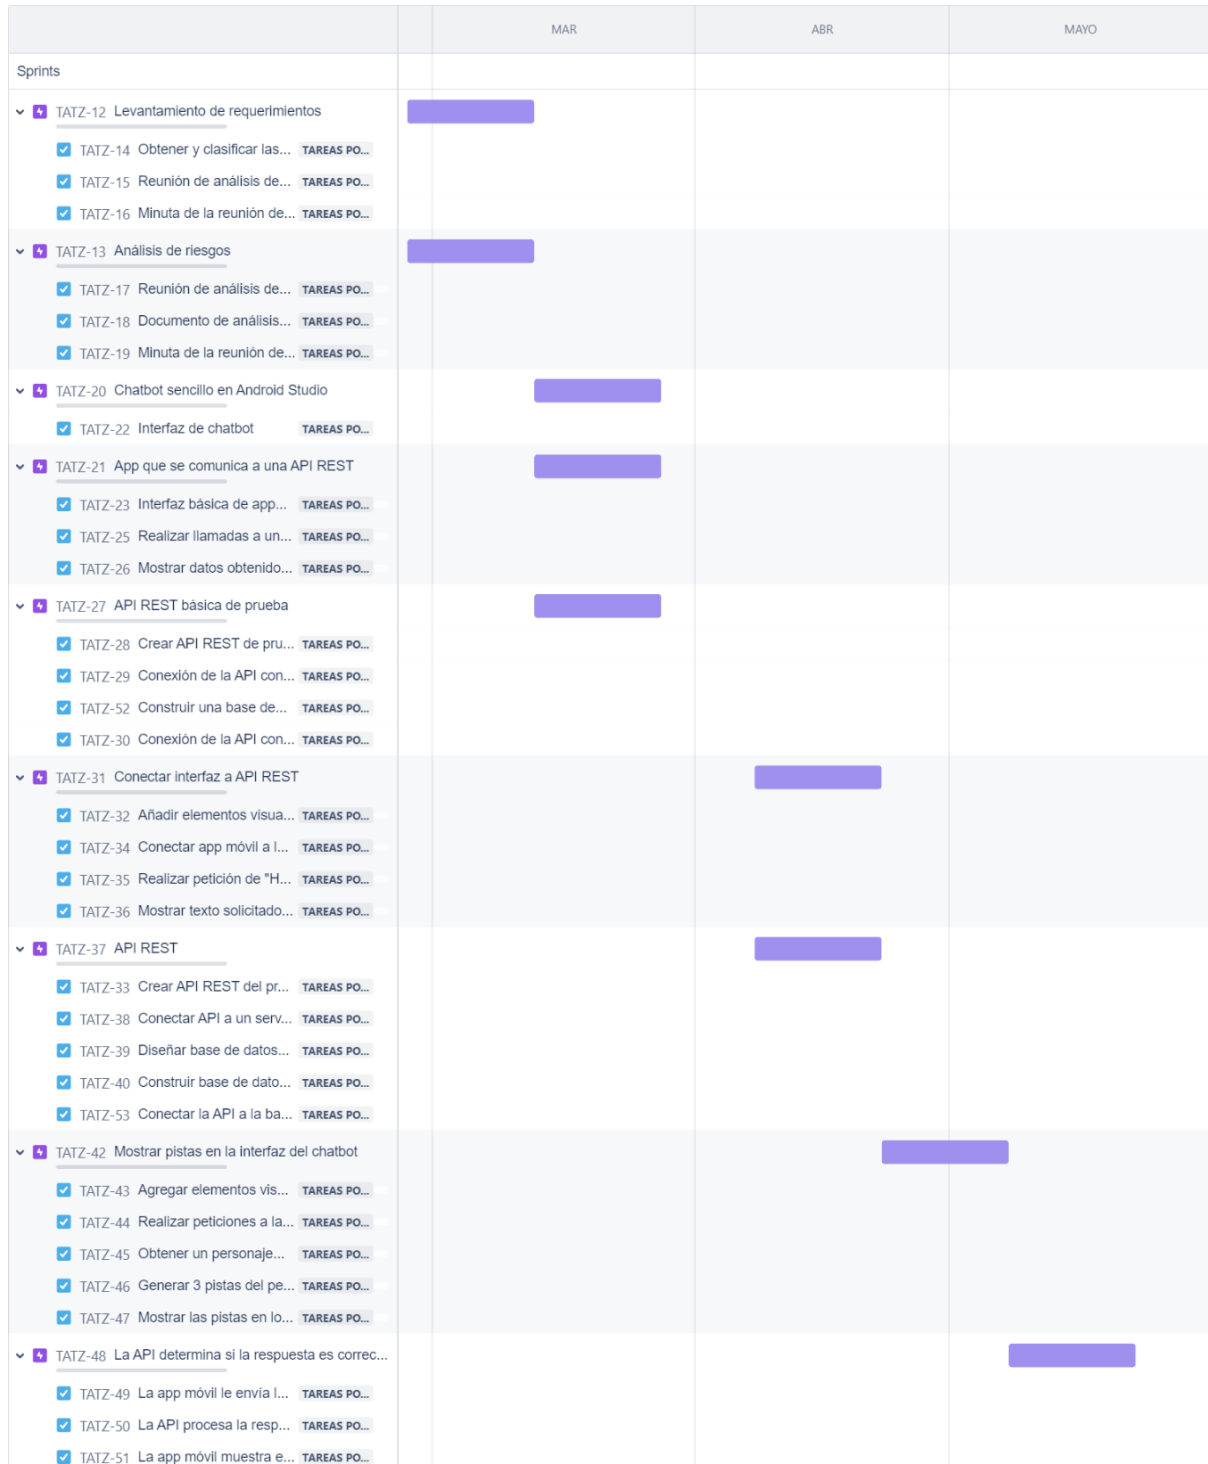 MAR ABR MAYO
Sprints
TATZ-12 Levantamiento de requerimientos
TATZ-14 Obtener y clasificar las... TAREAS PO...
TATZ-15 Reunión de análisis de... TAREAS PO...
TATZ-16 Minuta de la reunión de... TAREAS PO...
TATZ-13 Análisis de riesgos
TATZ-17 Reunión de análisis de... TAREAS PO...
TATZ-18 Documento de análisis... TAREAS PO...
TATZ-19 Minuta de la reunión de... TAREAS PO...
TATZ-20 Chatbot sencillo en Android Studio
TATZ-22 Interfaz de chatbot TAREAS PO...
TATZ-21 App que se comunica a una API REST
TATZ-23 Interfaz básica de app... TAREAS PO...
TATZ-25 Realizar llamadas a un... TAREAS PO...
TATZ-26 Mostrar datos obtenido... TAREAS PO...
TATZ-27 API REST básica de prueba
TATZ-28 Crear API REST de pru... TAREAS PO...
TATZ-29 Conexión de la API con... TAREAS PO...
TATZ-52 Construir una base de... TAREAS PO...
TATZ-30 Conexión de la API con... TAREAS PO...
TATZ-31 Conectar interfaz a API REST
TATZ-32 Añadir elementos visua... TAREAS PO...
TATZ-34 Conectar app móvil a l... TAREAS PO...
TATZ-35 Realizar petición de "H... TAREAS PO...
TATZ-36 Mostrar texto solicitado... TAREAS PO...
TATZ-37 API REST
TATZ-33 Crear API REST del pr... TAREAS PO...
TATZ-38 Conectar API a un serv... TAREAS PO...
TATZ-39 Diseñar base de datos... TAREAS PO...
TATZ-40 Construir base de dato... TAREAS PO...
TATZ-53 Conectar la API a la ba... TAREAS PO...
TATZ-42 Mostrar pistas en la interfaz del chatbot
TATZ-43 Agregar elementos vis... TAREAS PO...
TATZ-44 Realizar peticiones a la... TAREAS PO...
TATZ-45 Obtener un personaje... TAREAS PO...
TATZ-46 Generar 3 pistas del pe... TAREAS PO...
TATZ-47 Mostrar las pistas en lo... TAREAS PO...
TATZ-48 La API determina si la respuesta es correc...
TATZ-49 La app móvil le envía l... TAREAS PO...
TATZ-50 La API procesa la resp... TAREAS PO...
TATZ-51 La app móvil muestra e... TAREAS PO...